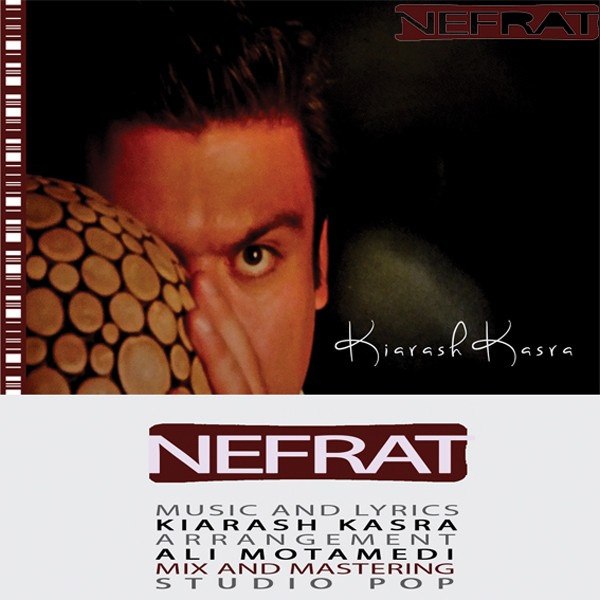 NEFRAT
Kiarash Kasra
NEFRAT
MUSIC AND LYRICS
KIARASH KASRA
ARRANGEMENT
ALI MOTAMEDI
MIX AND MASTERING
STUDIO POP